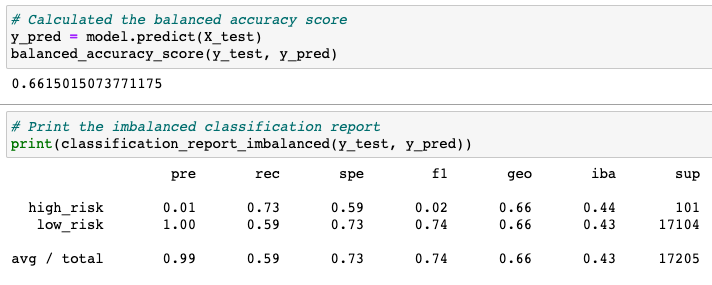 # Calculated the balanced accuracy score
y_pred = model.predict(X_test)
balanced_accuracy_score(y_test, y_pred)
0.6615015073771175
# Print the imbalanced classification report
print(classification_report_imbalanced(y_test, y_pred))
pre rec spe f1 geo iba sup
high_risk 0.01 0.73 0.59 0.02 0.66 0.44 101
low_risk 1.00 0.59 0.73 0.74 0.66 0.43 17104
avg / total 0.99 0.59 0.73 0.74 0.66 0.43 17205